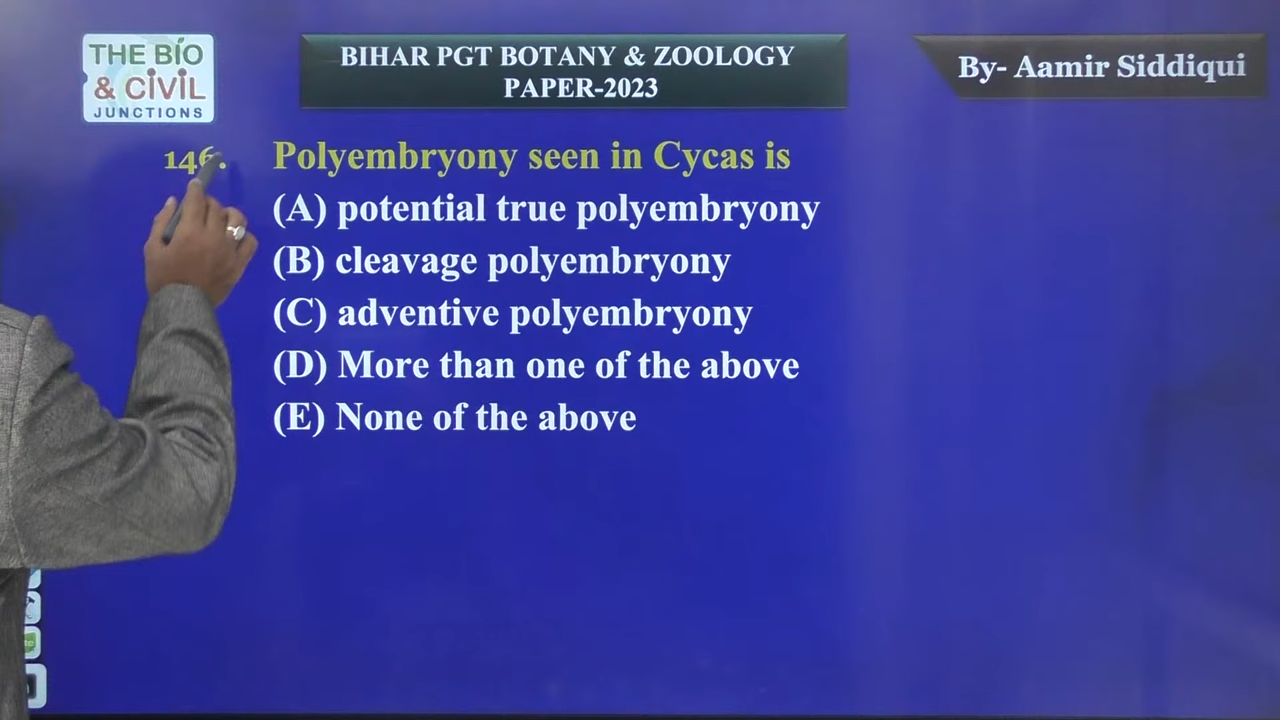 THE BIO
& CIVIL
JUNCTIONS
BIHAR PGT BOTANY & ZOOLOGY
PAPER-2023
By- Aamir Siddiqui
146. Polyembryony seen in Cycas is
(A) potential true polyembryony
(B) cleavage polyembryony
(C) adventive polyembryony
(D) More than one of the above
(E) None of the above